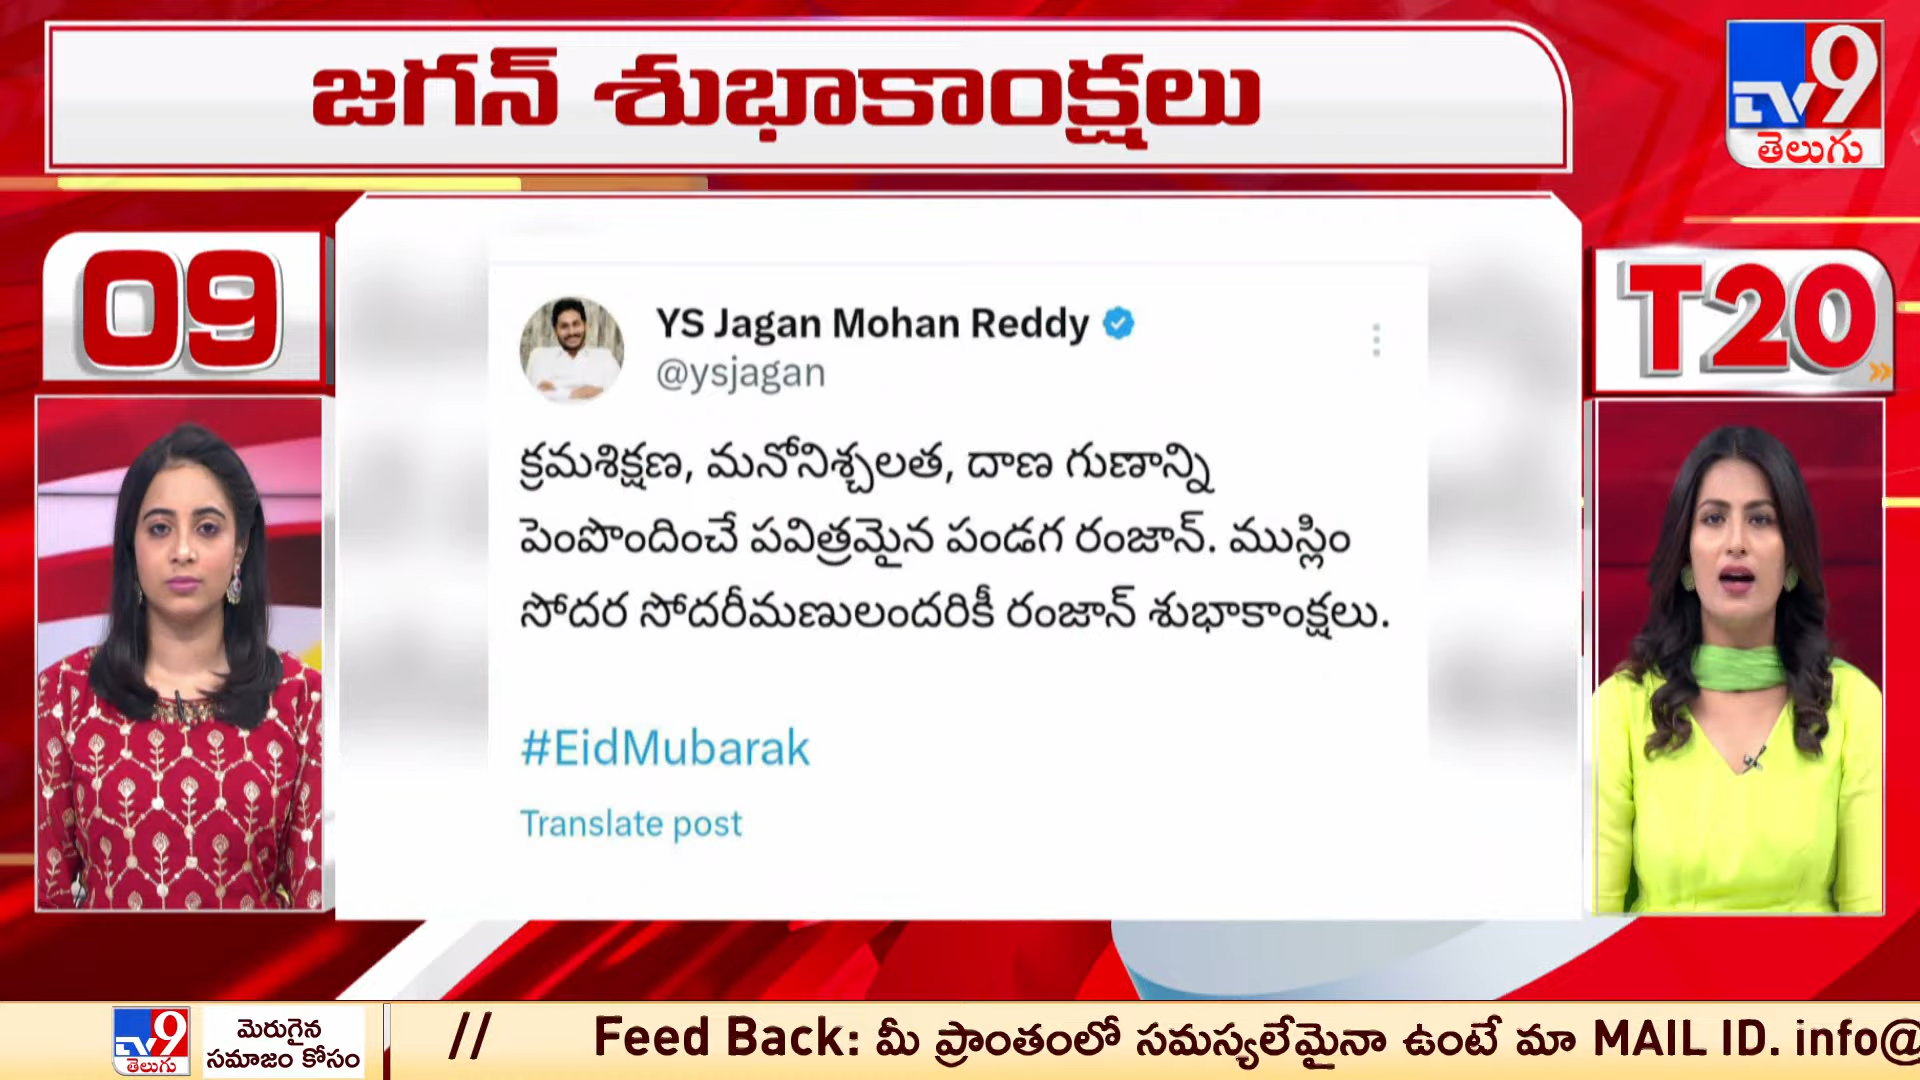 జగన్ శుభాకాంక్షలు
TV9
తెలుగు
09
T20
YS Jagan Mohan Reddy
@ysjagan
క్రమశిక్షణ, మనోనిశ్చలత, దాణ గుణాన్ని
పెంపొందించే పవిత్రమైన పండగ రంజాన్. ముస్లిం
సోదర సోదరీమణులందరికీ రంజాన్ శుభాకాంక్షలు.
#EidMubarak
Translate post
TV9
తెలుగు
మెరుగైన
సమాజం కోసం
// Feed Back: మీ ప్రాంతంలో సమస్యలేమైనా ఉంటే మా MAIL ID. info@